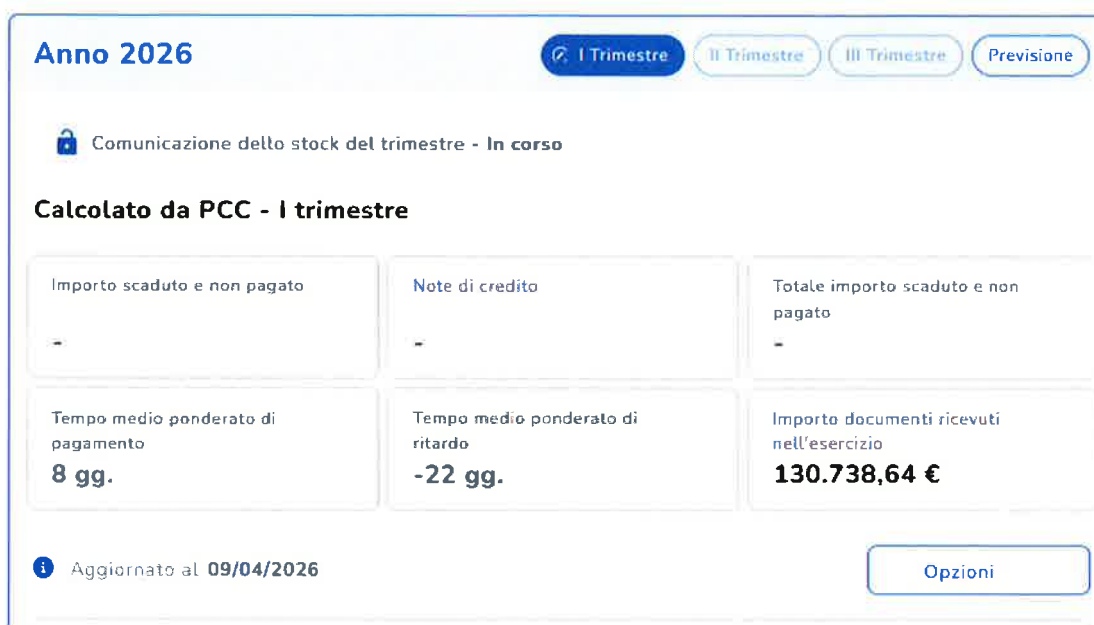 Anno 2026
I Trimestre
II Trimestre
III Trimestre
Previsione
Comunicazione dello stock del trimestre - In corso
Calcolato da PCC - I trimestre
Importo scaduto e non pagato
-
Note di credito
-
Totale importo scaduto e non
pagato
-
Tempo medio ponderato di
pagamento
8 gg.
Tempo medio ponderato di
ritardo
-22 gg.
Importo documenti ricevuti
nell'esercizio
130.738,64 €
Aggiornato al 09/04/2026
Opzioni